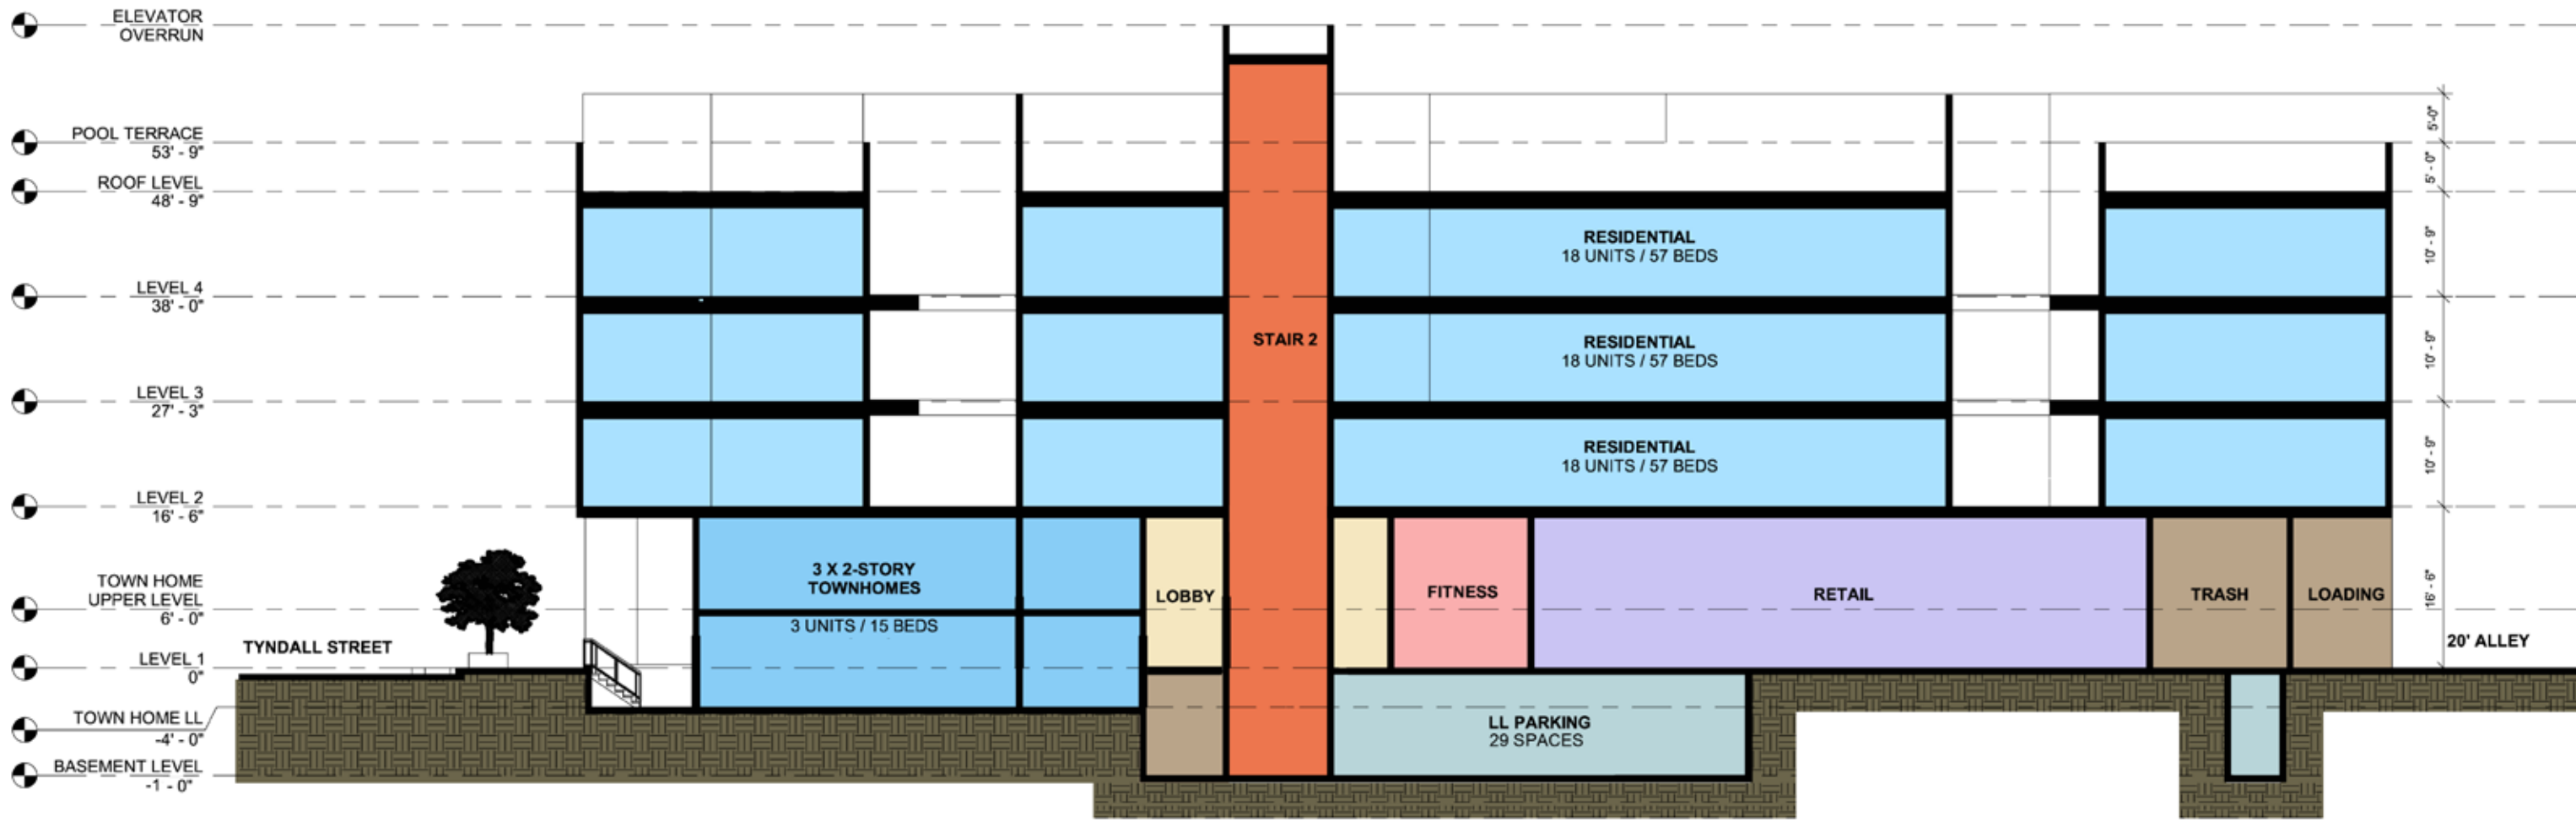 ELEVATOR
OVERRUN
POOL TERRACE
53' - 9"
ROOF LEVEL
48' - 9"
LEVEL 4
38' - 0"
LEVEL 3
27' - 3"
LEVEL 2
16' - 6"
TOWN HOME
UPPER LEVEL
6' - 0"
TYNDALL STREET
LEVEL 1
0"
TOWN HOME LL
-4' - 0"
BASEMENT LEVEL
-1 - 0"
RESIDENTIAL
18 UNITS / 57 BEDS
STAIR 2
RESIDENTIAL
18 UNITS / 57 BEDS
RESIDENTIAL
18 UNITS / 57 BEDS
3 X 2-STORY
TOWNHOMES
3 UNITS / 15 BEDS
LOBBY
FITNESS
RETAIL
TRASH
LOADING
LL PARKING
29 SPACES
5'-0"
5' - 0"
10' - 9"
10' - 9"
10' - 9"
16' - 6"
20' ALLEY